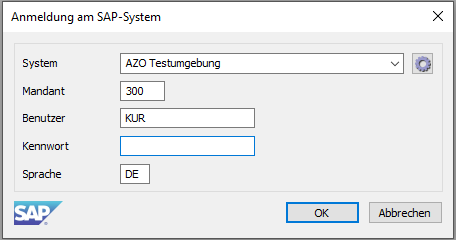 Anmeldung am SAP-System
System AZO Testumgebung
Mandant 300
Benutzer KUR
Kennwort
Sprache DE
SAP OK Abbrechen